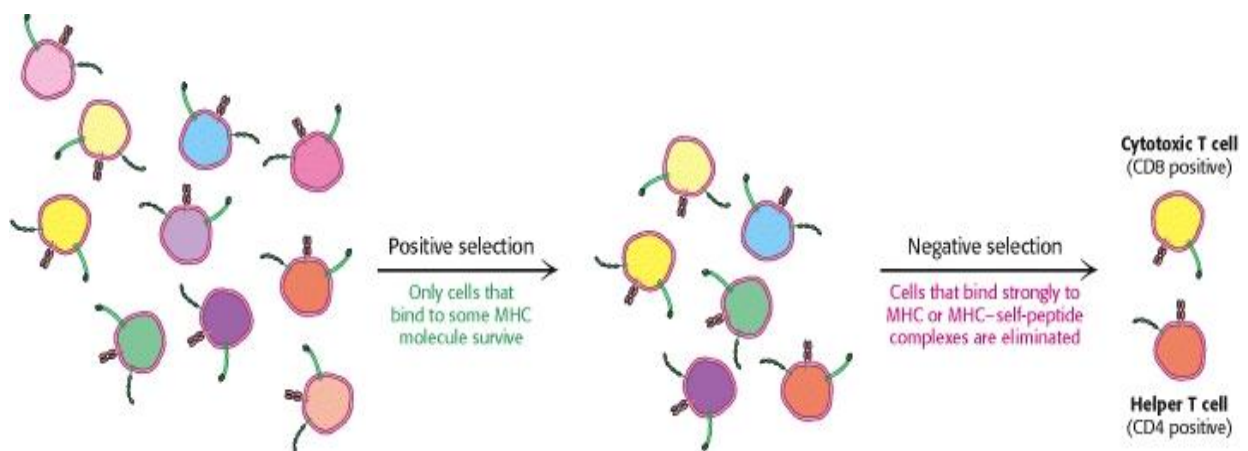 Positive selection
Only cells that
bind to some MHC
molecule survive
Negative selection
Cells that bind strongly to
MHC or MHC–self-peptide
complexes are eliminated
Cytotoxic T cell
(CD8 positive)
Helper T cell
(CD4 positive)